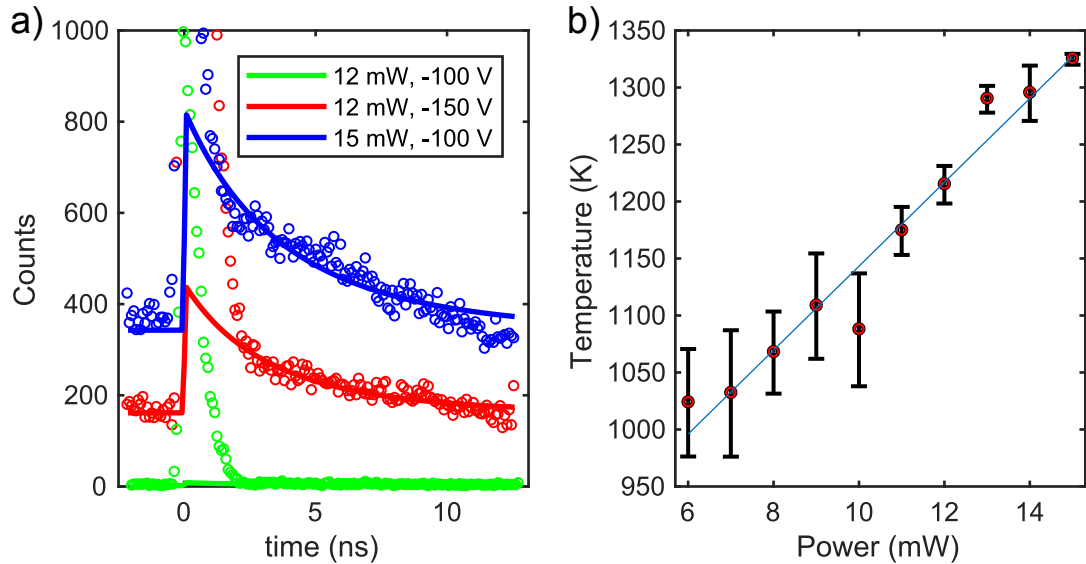 a)
1000
800
600
400
200
0
Counts
0
5
10
time (ns)
12 mW, -100 V
12 mW, -150 V
15 mW, -100 V
b)
1350
1300
1250
1200
1150
1100
1050
1000
950
Temperature (K)
6
8
10
12
14
Power (mW)